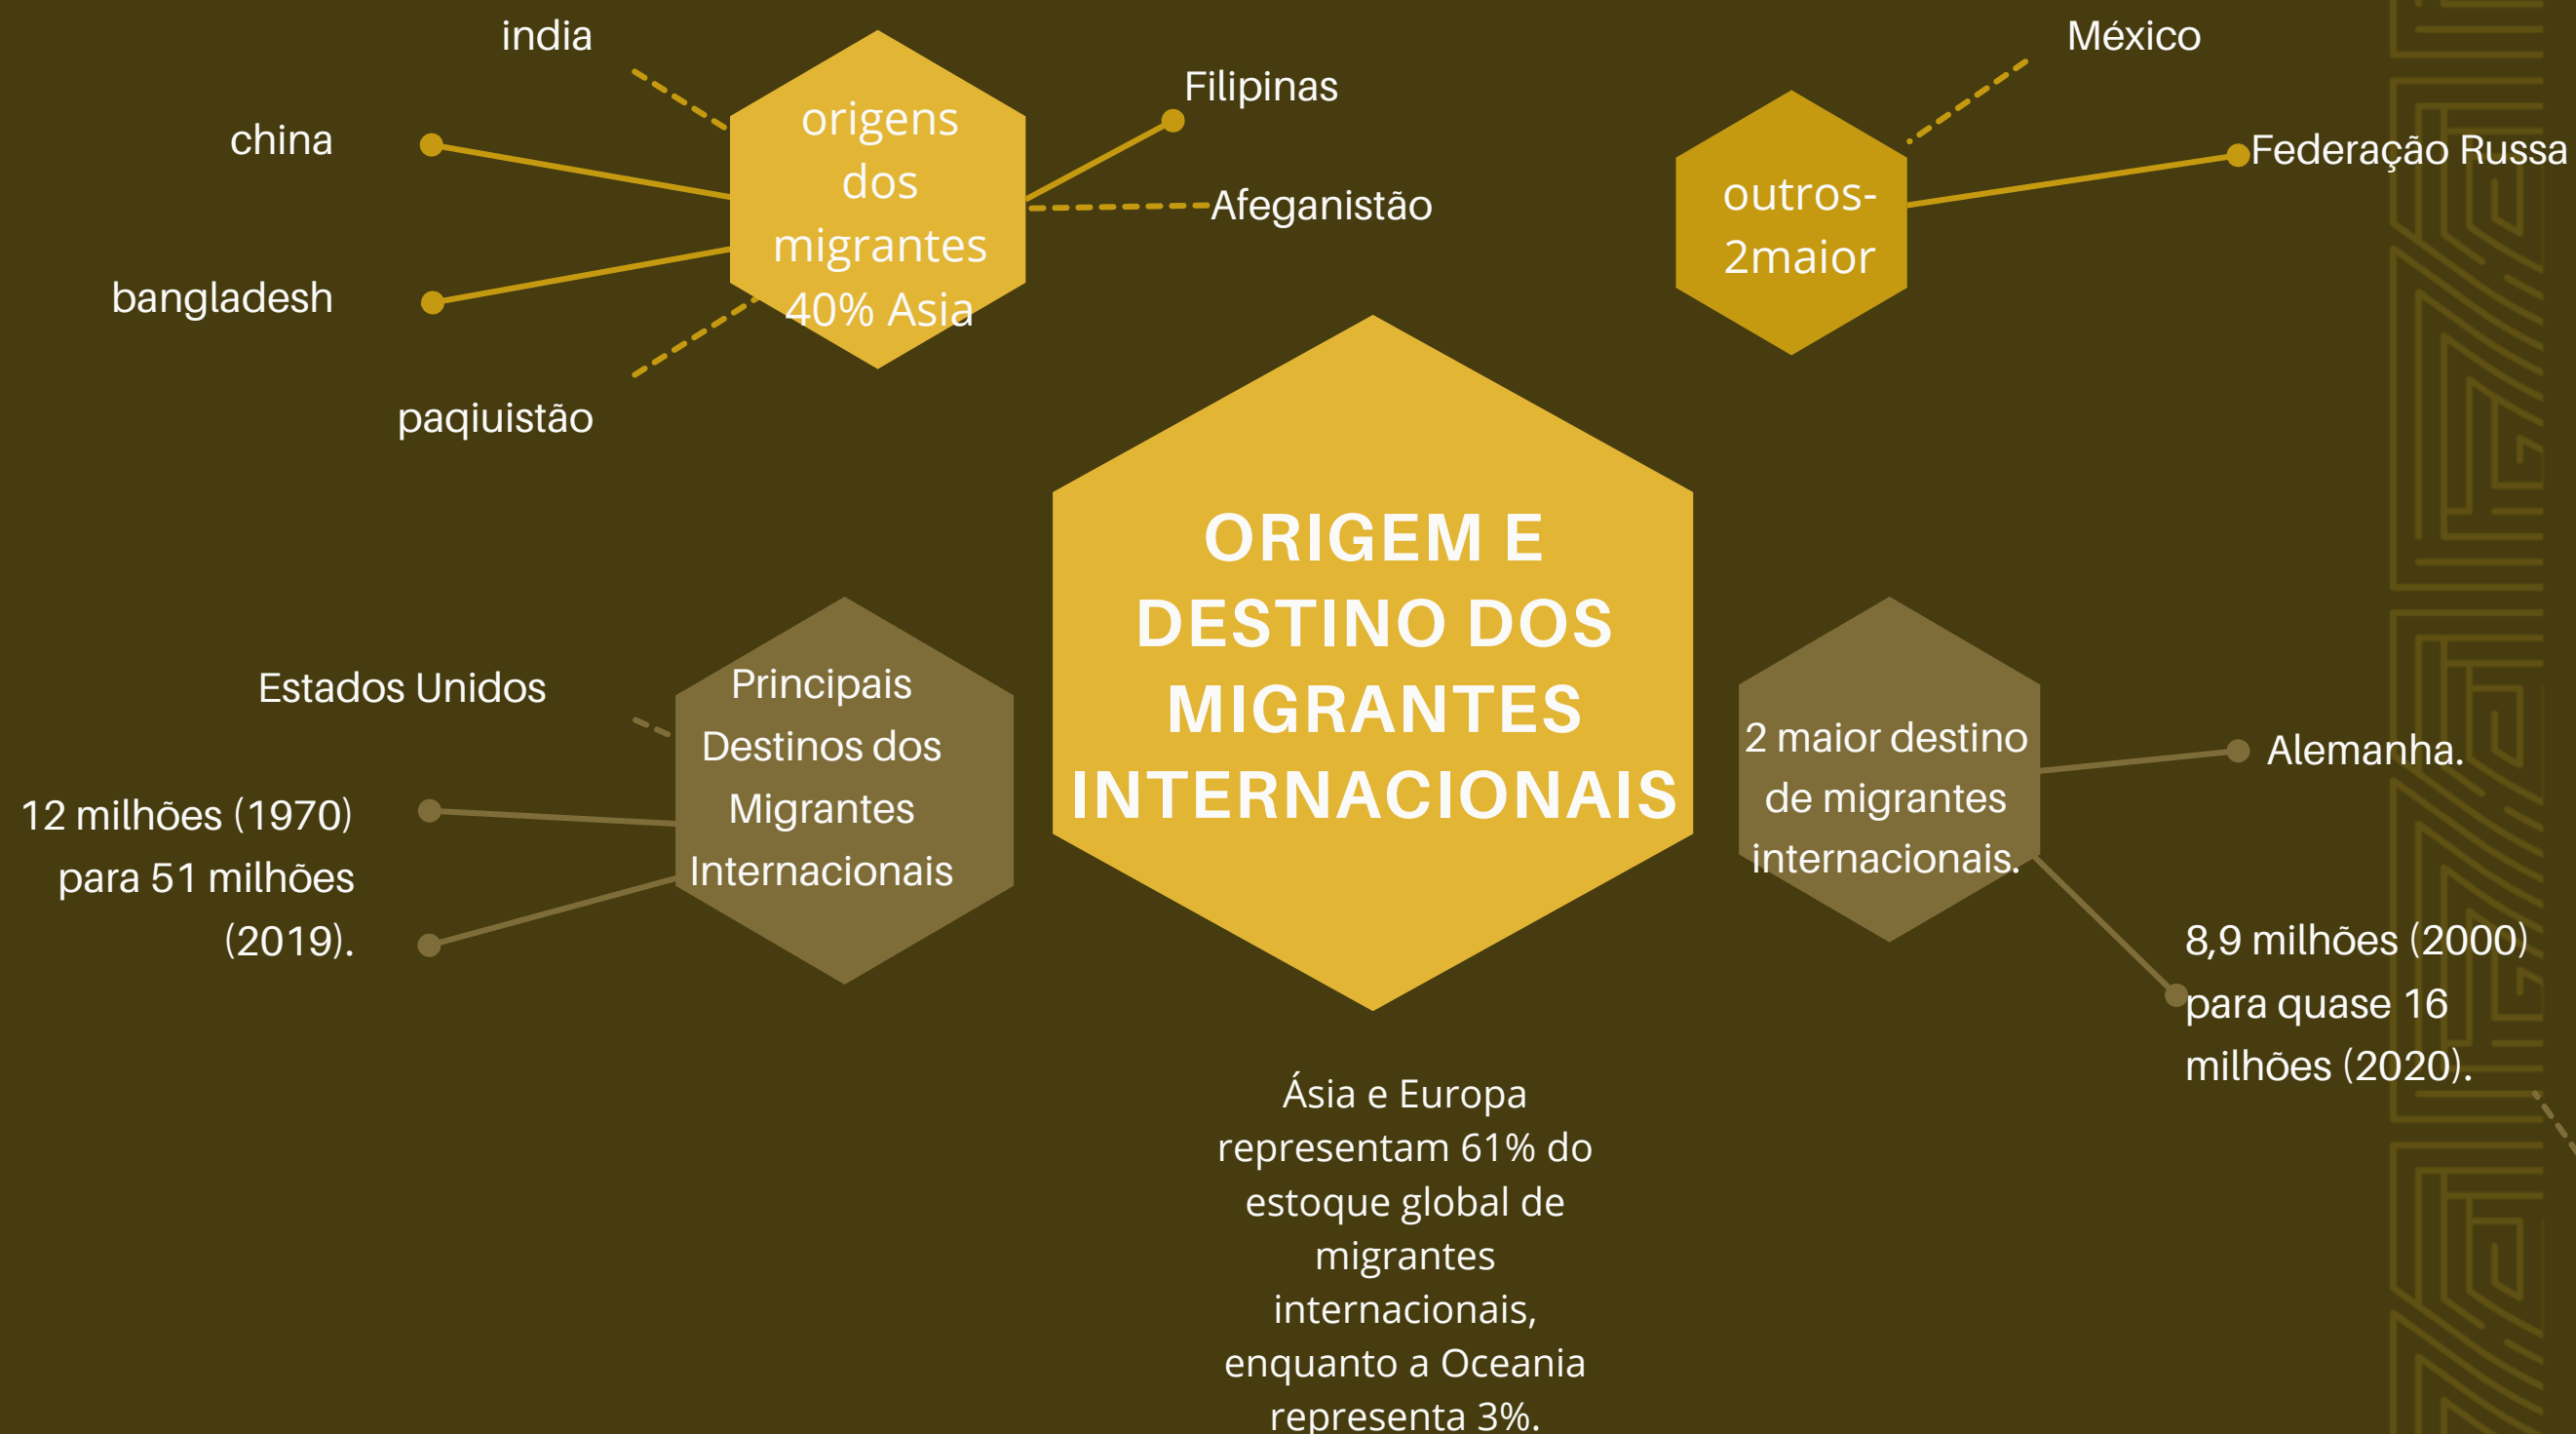 india
china
bangladesh
paqiuistão
origens
dos
migrantes
40% Asia
Filipinas
Afeganistão
México
Federação Russa
outros-
2maior
ORIGEM E
DESTINO DOS
MIGRANTES
INTERNACIONAIS
Estados Unidos
12 milhões (1970)
para 51 milhões
(2019).
Principais
Destinos dos
Migrantes
Internacionais
2 maior destino
de migrantes
internacionais.
Alemanha.
8,9 milhões (2000)
para quase 16
milhões (2020).
Ásia e Europa
representam 61% do
estoque global de
migrantes
internacionais,
enquanto a Oceania
representa 3%.